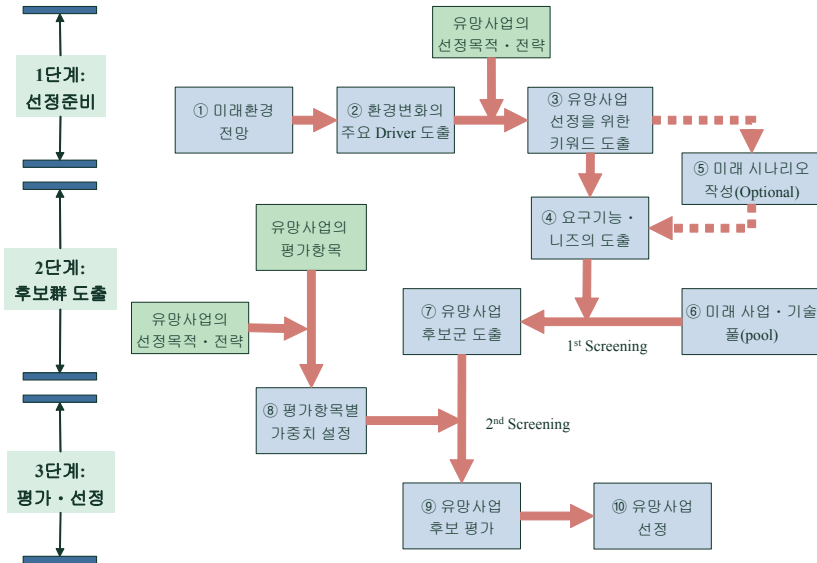 1단계:
선정준비
2단계:
후보群 도출
3단계:
평가・선정
유망사업의
선정목적・전략
① 미래환경
전망
② 환경변화의
주요 Driver 도출
③ 유망사업
선정을 위한
키워드 도출
⑤ 미래 시나리오
작성(Optional)
④ 요구기능・
니즈의 도출
유망사업의
평가항목
유망사업의
선정목적・전략
⑦ 유망사업
후보군 도출
⑥ 미래 사업・기술
풀(pool)
1st Screening
⑧ 평가항목별
가중치 설정
2nd Screening
⑨ 유망사업
후보 평가
⑩ 유망사업
선정